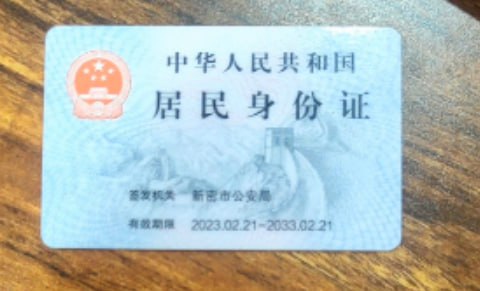 中华人民共和国
居民身份证
签发机关 新密市公安局
有效期限 2023.02.21-2033.02.21